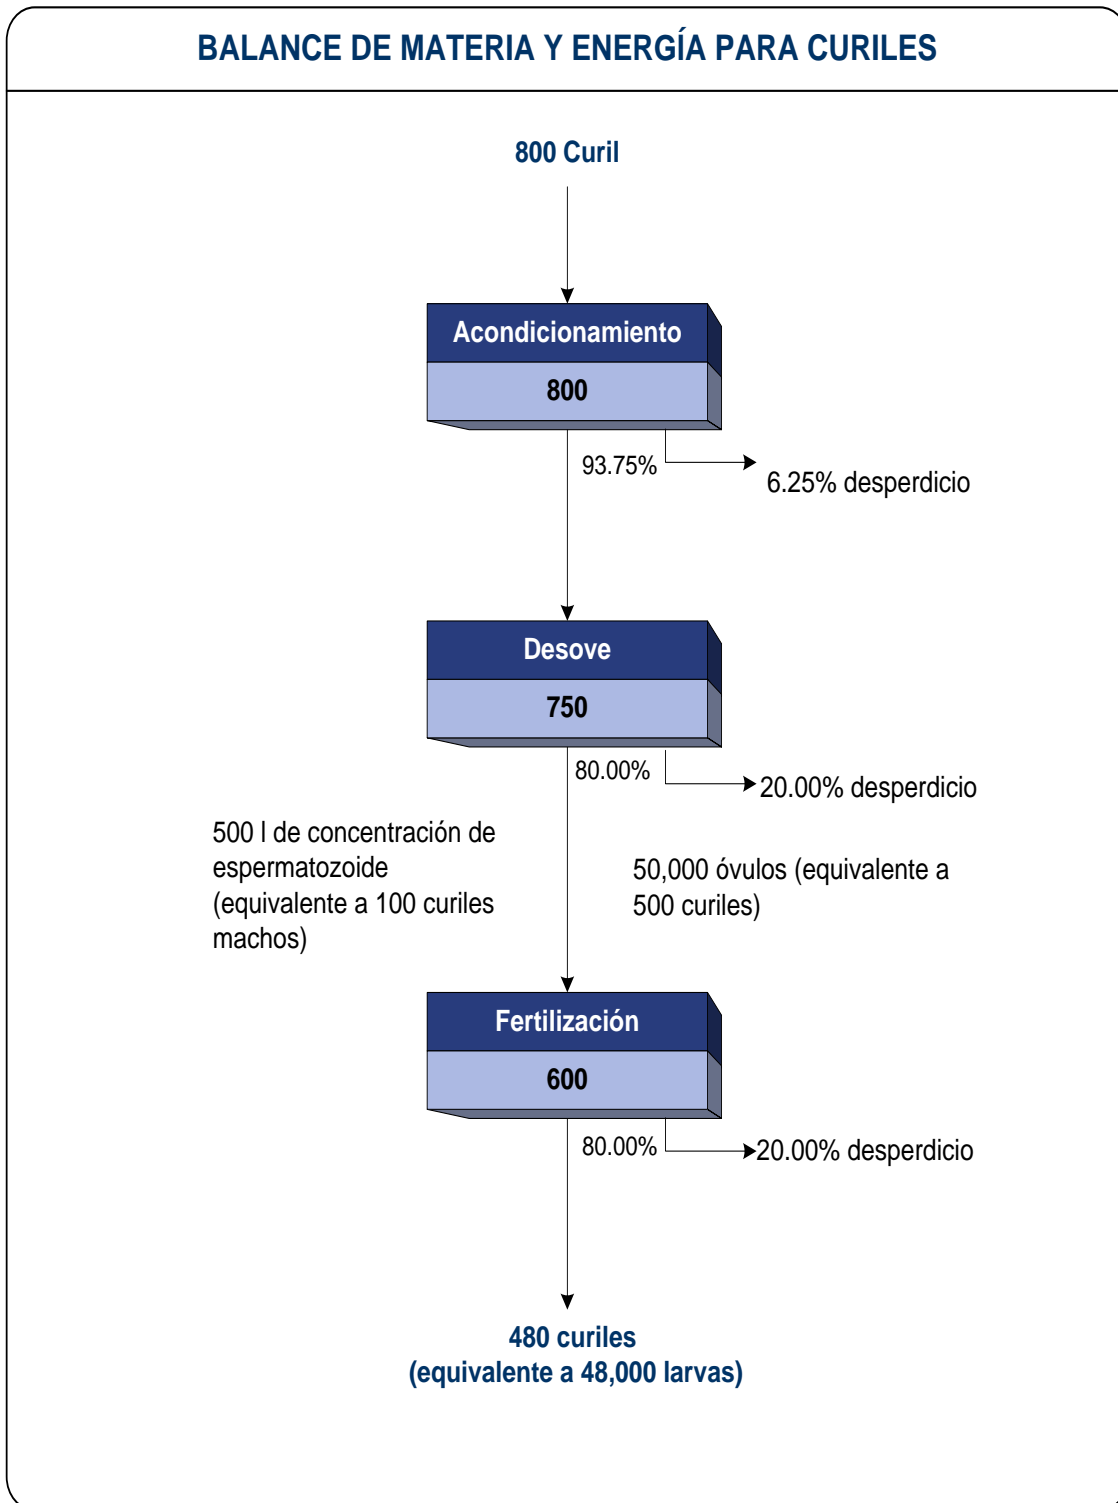 BALANCE DE MATERIA Y ENERGÍA PARA CURILES
800 Curil
Acondicionamiento
800
93.75%
6.25% desperdicio
Desove
750
80.00%
20.00% desperdicio
500 l de concentración de
espermatozoide
(equivalente a 100 curiles
machos)
50,000 óvulos (equivalente a
500 curiles)
Fertilización
600
80.00%
20.00% desperdicio
480 curiles
(equivalente a 48,000 larvas)